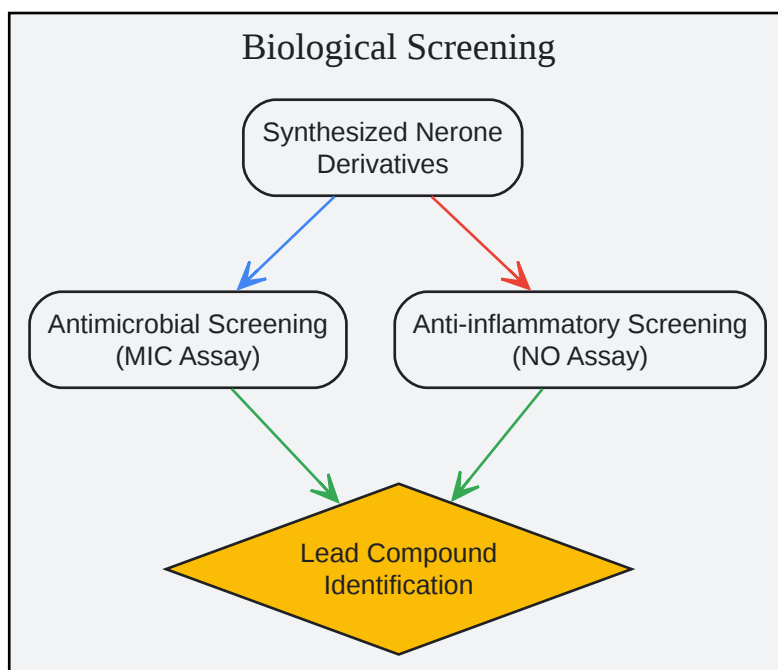 Biological Screening
Synthesized Nerone
Derivatives
Antimicrobial Screening
(MIC Assay)
Anti-inflammatory Screening
(NO Assay)
Lead Compound
Identification